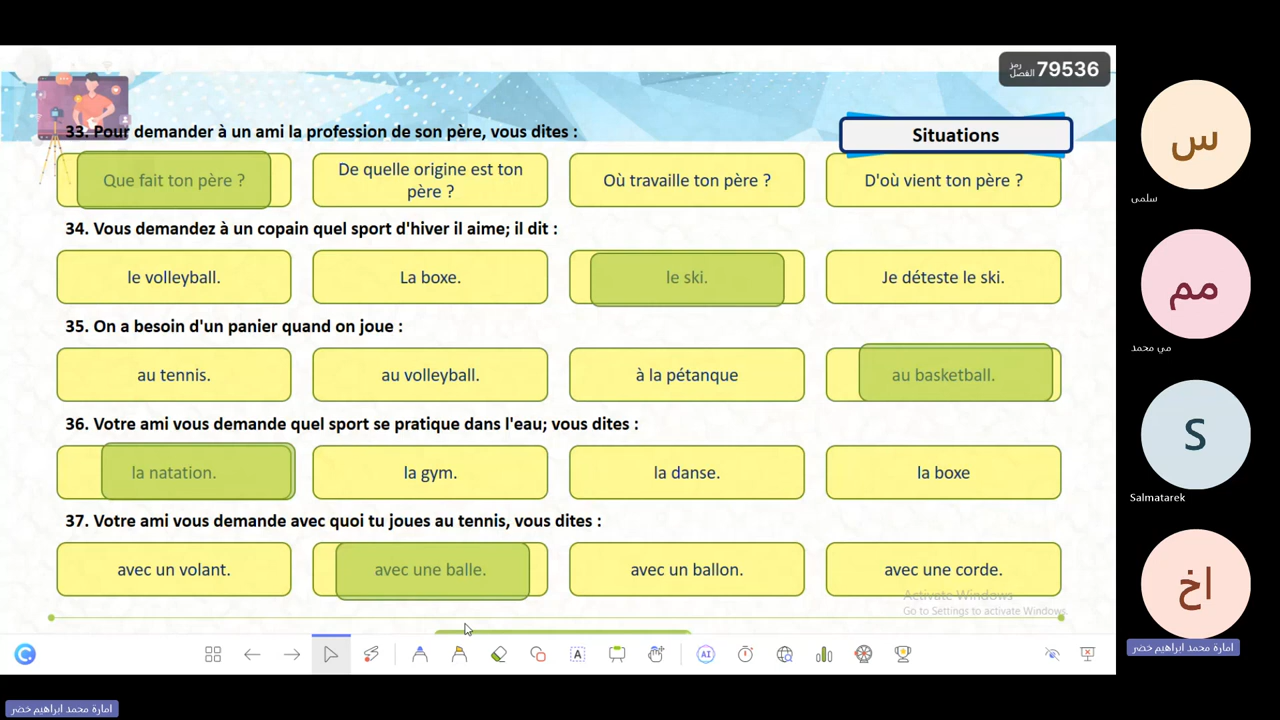 رمز الفصل 79536
Situations
33. Pour demander à un ami la profession de son père, vous dites :
Que fait ton père ?
De quelle origine est ton
père ?
Où travaille ton père ?
D'où vient ton père ?
34. Vous demandez à un copain quel sport d'hiver il aime; il dit :
le volleyball.
La boxe.
le ski.
Je déteste le ski.
35. On a besoin d'un panier quand on joue :
au tennis.
au volleyball.
à la pétanque
au basketball.
36. Votre ami vous demande quel sport se pratique dans l'eau; vous dites :
la natation.
la gym.
la danse.
la boxe
37. Votre ami vous demande avec quoi tu joues au tennis, vous dites :
avec un volant.
avec une balle.
avec un ballon.
avec une corde.
Activate Windows
Go to Settings to activate Windows.
A
AI
س
سلمى
مم
مي محمد
S
Salmatarek
اخ
امارة محمد ابراهيم خضر
امارة محمد ابراهيم خضر